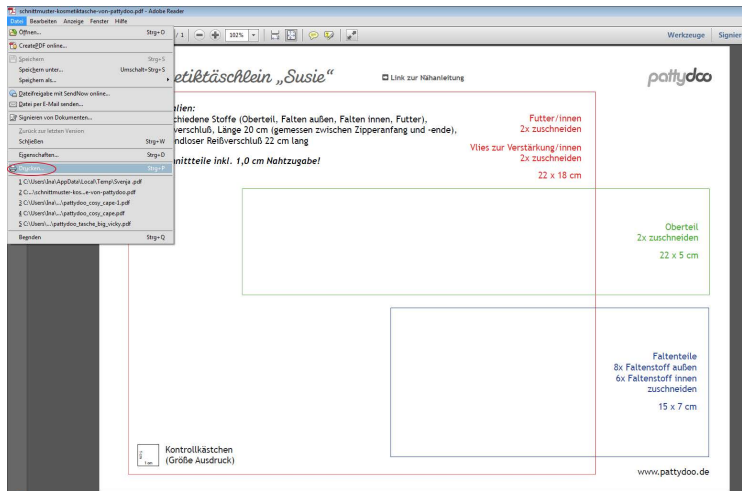 schnittmuster-kosmetiktasche-von-pattydoo.pdf - Adobe Reader
Datei Bearbeiten Anzeige Fenster Hilfe
Öffnen... Strg+O
CreatePDF online...
Speichern Strg+S
Speichern unter... Umschalt+Strg+S
Speichern als...
Dateifreigabe mit SendNow online...
Datei per E-Mail senden...
Signieren von Dokumenten...
Zurück zur letzten Version
Schließen Strg+W
Eigenschaften... Strg+D
Drucken... Strg+P
1 C:\Users\Ina\AppData\Local\Temp\Svenja .pdf
2 C:\...\schnittmuster-kos...e-von-pattydoo.pdf
3 C:\Users\Ina\...\pattydoo_cosy_cape-1.pdf
4 C:\Users\Ina\...\pattydoo_cosy_cape.pdf
5 C:\Users\Ina\...\pattydoo_tasche_big_vicky.pdf
Beenden Strg+Q
/ 1 102%
Werkzeuge Signier
etiktäschlein „Susie“
Link zur Nähanleitung
pattydoo
lien:
chiedene Stoffe (Oberteil, Falten außen, Falten innen, Futter),
verschluß, Länge 20 cm (gemessen zwischen Zipperanfang und -ende),
ndloser Reißverschluß 22 cm lang
nittteile inkl. 1,0 cm Nahtzugabe!
Futter/innen
2x zuschneiden
Vlies zur Verstärkung/innen
2x zuschneiden
22 x 18 cm
Oberteil
2x zuschneiden
22 x 5 cm
Faltenteile
8x Faltenstoff außen
6x Faltenstoff innen
zuschneiden
15 x 7 cm
1 cm
1 cm
Kontrollkästchen
(Größe Ausdruck)
www.pattydoo.de